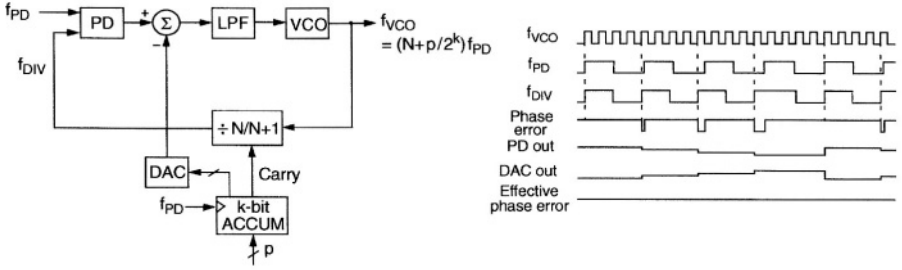 f_PD
PD
+
Σ
−
LPF
VCO
f_VCO
= (N+p/2^k)f_PD
f_DIV
÷ N/N+1
DAC
Carry
f_PD
k-bit
ACCUM
p
f_VCO
f_PD
f_DIV
Phase
error
PD out
DAC out
Effective
phase error